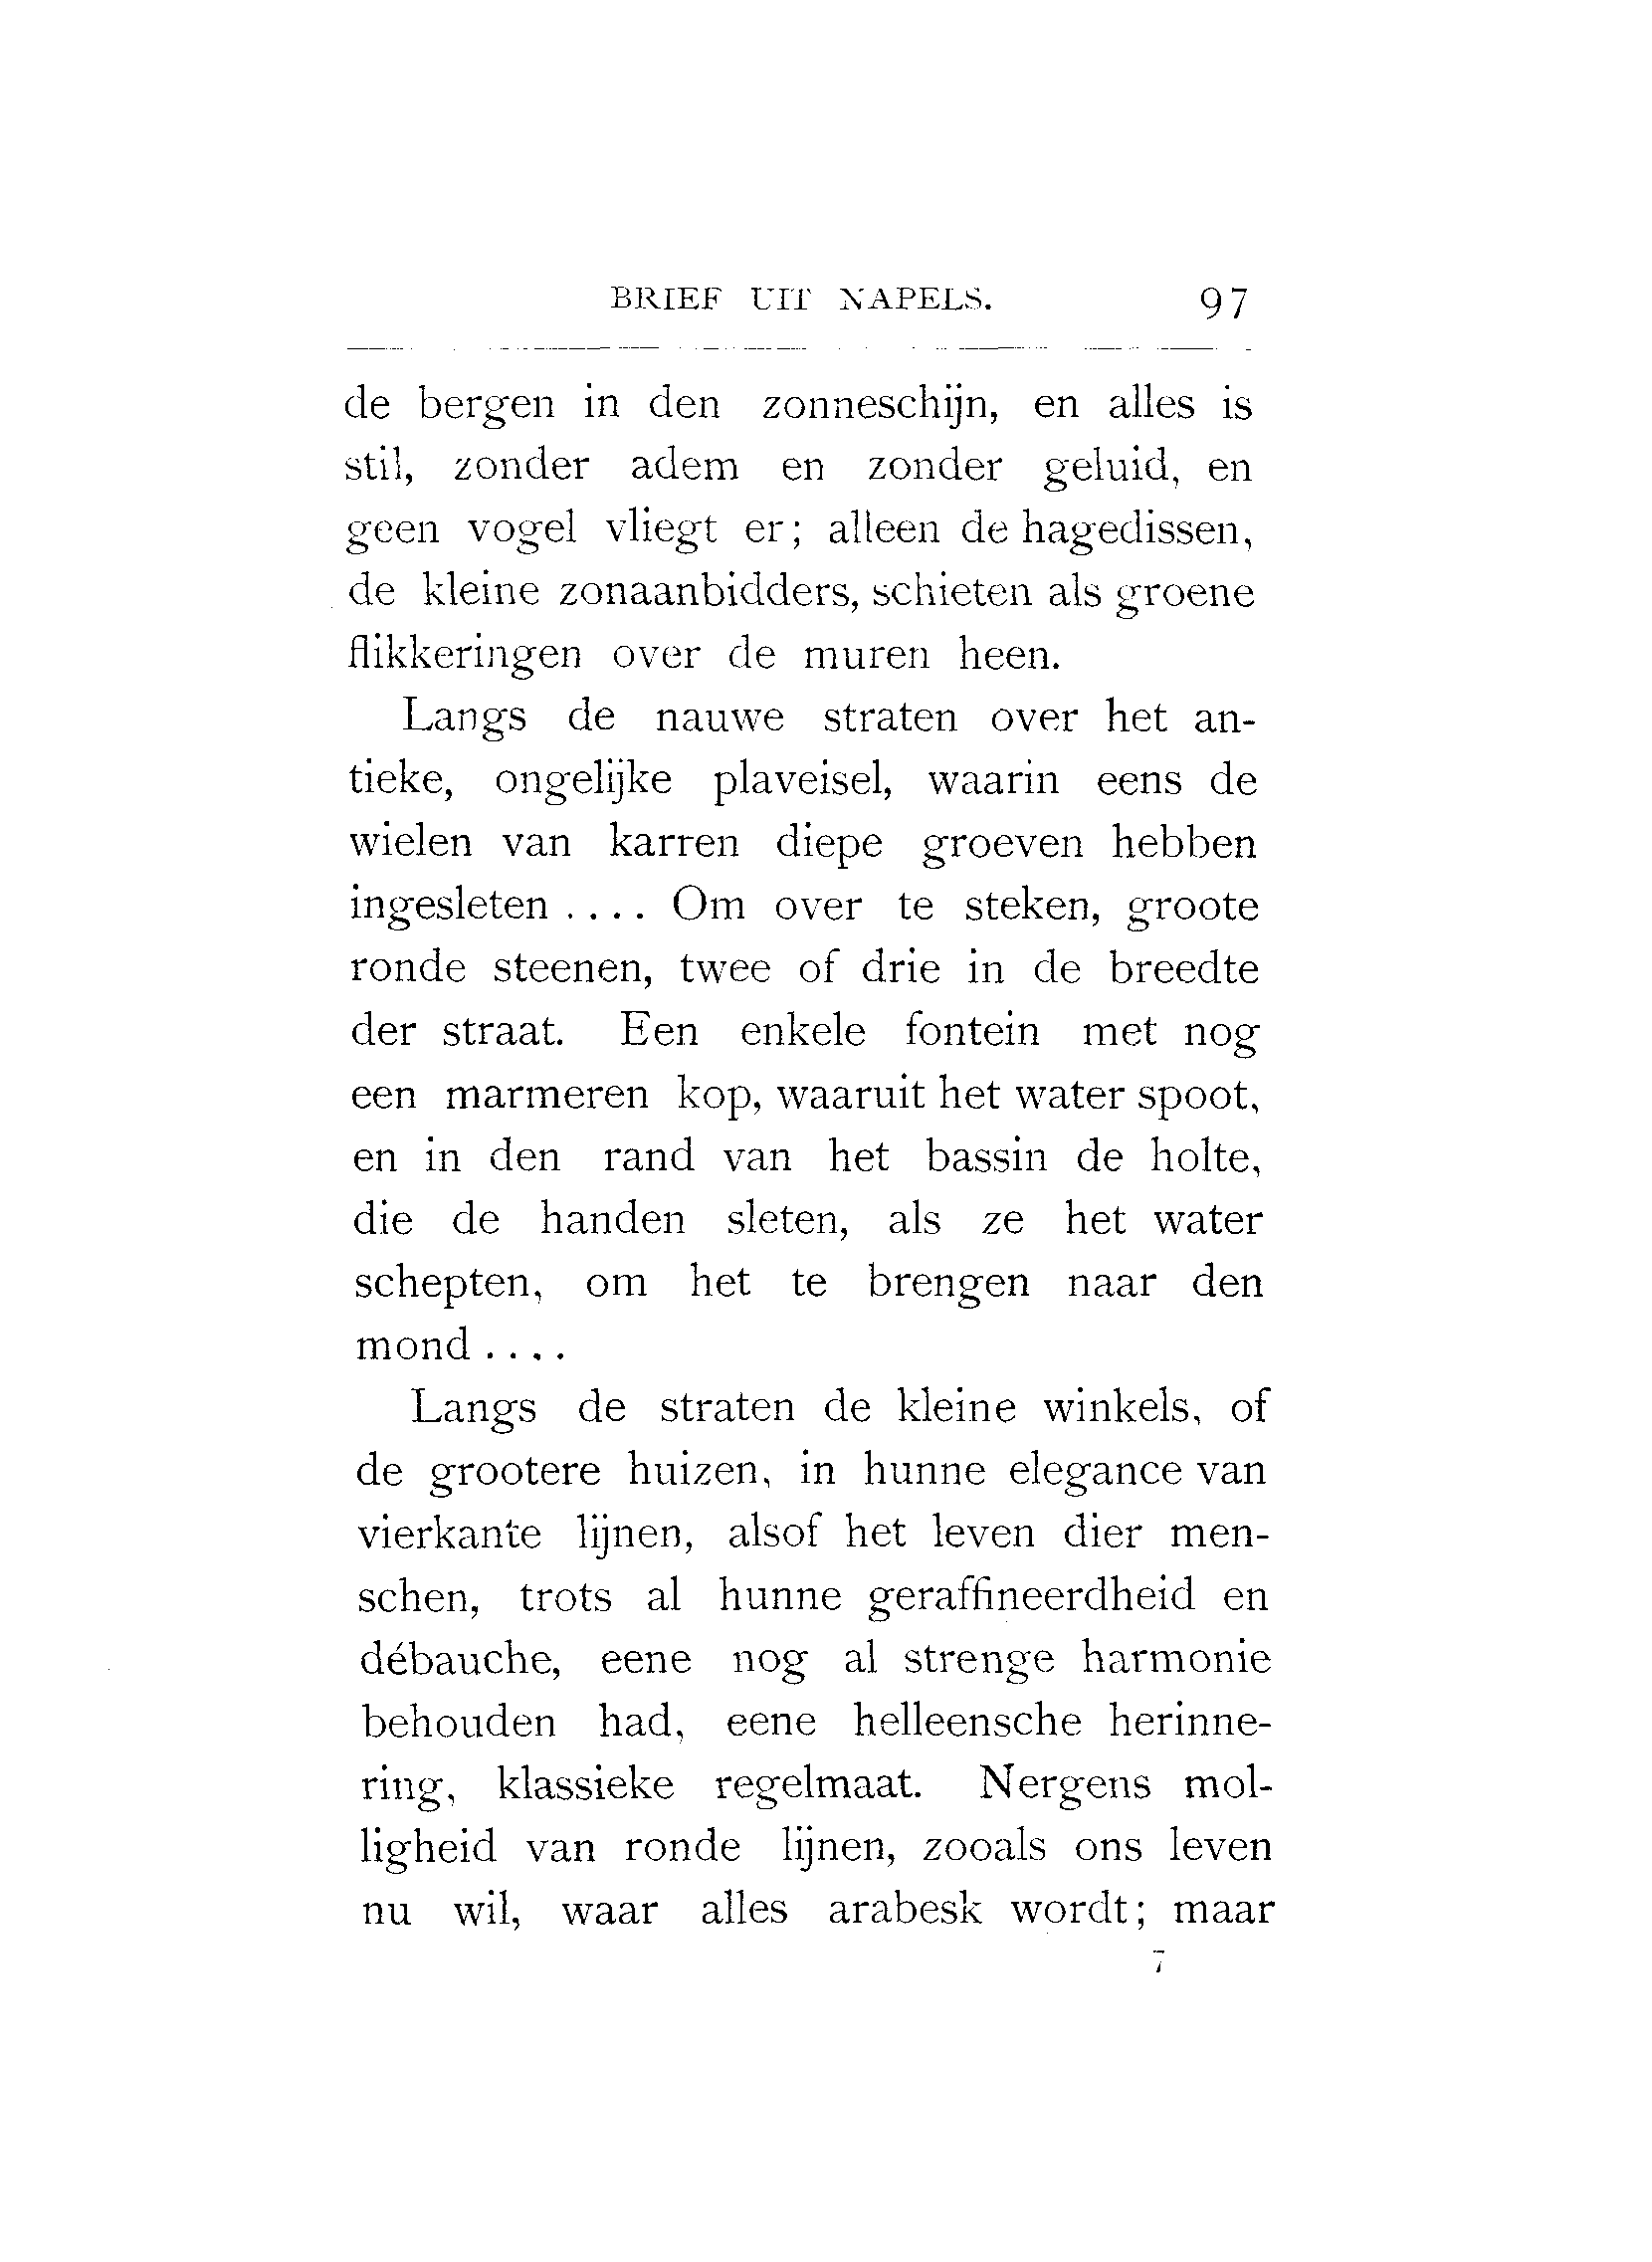 BRIEF UIT NAPELS. 97
de bergen in den zonneschijn, en alles is
stil, zonder adem en zonder geluid, en
geen vogel vliegt er; alleen de hagedissen,
de kleine zonaanbidders, schieten als groene
flikkeringen over de muren heen.
Langs de nauwe straten over het an-
tieke, ongelijke plaveisel, waarin eens de
wielen van karren diepe groeven hebben
ingesleten .... Om over te steken, groote
ronde steenen, twee of drie in de breedte
der straat. Een enkele fontein met nog
een marmeren kop, waaruit het water spoot,
en in den rand van het bassin de holte,
die de handen sleten, als ze het water
schepten, om het te brengen naar den
mond ....
Langs de straten de kleine winkels, of
de grootere huizen, in hunne elegance van
vierkante lijnen, alsof het leven dier men-
schen, trots al hunne geraffineerdheid en
débauche, eene nog al strenge harmonie
behouden had, eene helleensche herinne-
ring, klassieke regelmaat. Nergens mol-
ligheid van ronde lijnen, zooals ons leven
nu wil, waar alles arabesk wordt; maar
7